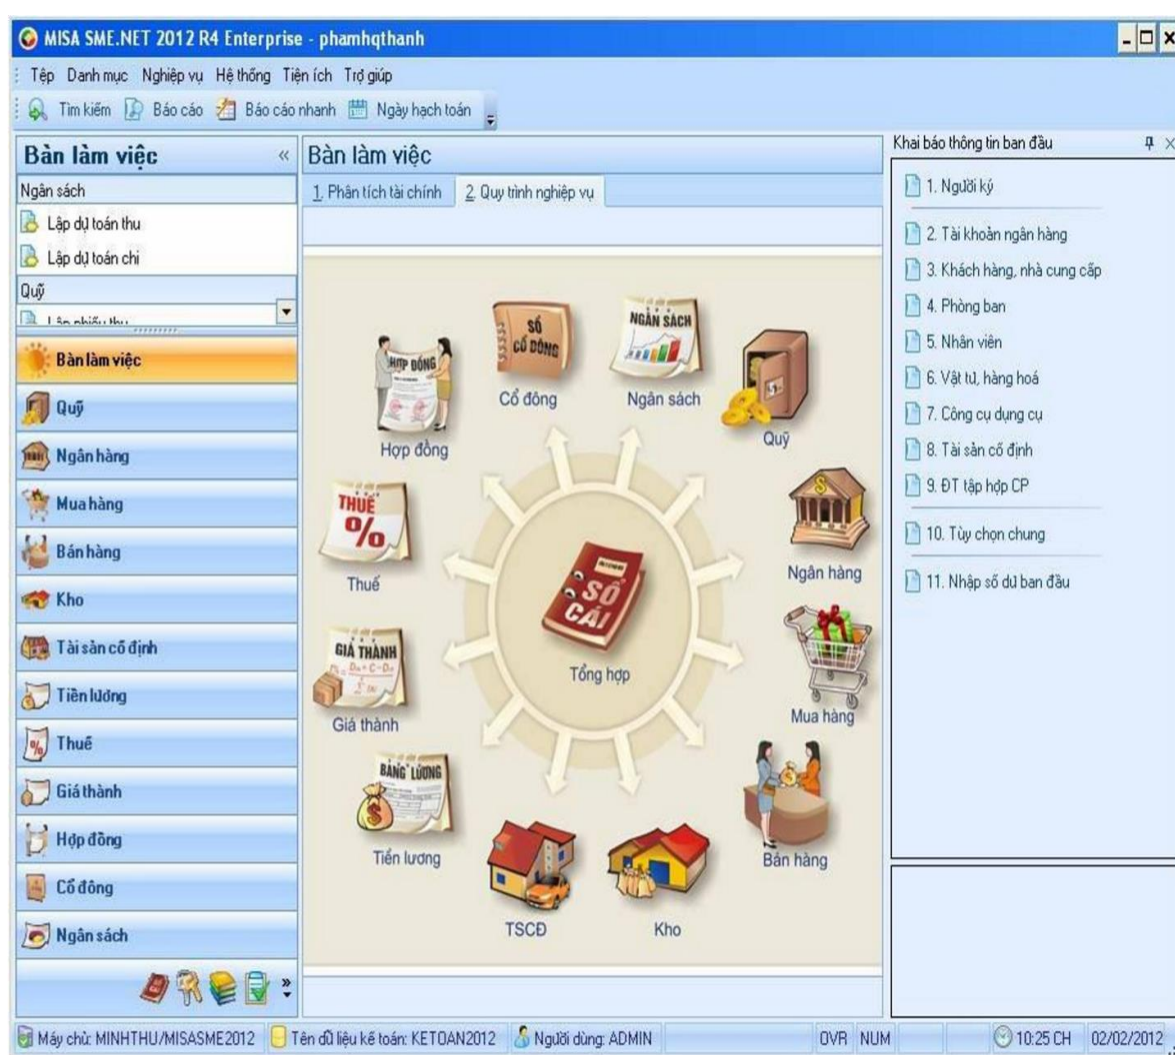 MISA SME.NET 2012 R4 Enterprise - phamhqthanh
Tệp Danh mục Nghiệp vụ Hệ thống Tiện ích Trợ giúp
Tìm kiếm Báo cáo Báo cáo nhanh Ngày hạch toán
Bàn làm việc «
Ngân sách
Lập dự toán thu
Lập dự toán chi
Quỹ
Lập phiếu thu
Bàn làm việc
Quỹ
Ngân hàng
Mua hàng
Bán hàng
Kho
Tài sản cố định
Tiền lương
Thuế
Giá thành
Hợp đồng
Cổ đông
Ngân sách
Bàn làm việc
1. Phân tích tài chính 2. Quy trình nghiệp vụ
HỢP ĐỒNG
Hợp đồng
SỔ
CỔ ĐÔNG
Cổ đông
NGÂN SÁCH
Ngân sách
Quỹ
THUẾ
%
Thuế
Ngân hàng
SỔ
CÁI
Tổng hợp
GIÁ THÀNH
Giá thành
Mua hàng
BẢNG LƯƠNG
Tiền lương
Bán hàng
TSCĐ
Kho
Khai báo thông tin ban đầu
1. Người ký
2. Tài khoản ngân hàng
3. Khách hàng, nhà cung cấp
4. Phòng ban
5. Nhân viên
6. Vật tư, hàng hoá
7. Công cụ dụng cụ
8. Tài sản cố định
9. ĐT tập hợp CP
10. Tùy chọn chung
11. Nhập số dư ban đầu
Máy chủ: MINHTHU/MISASME2012 Tên dữ liệu kế toán: KETOAN2012 Người dùng: ADMIN OVR NUM 10:25 CH 02/02/2012